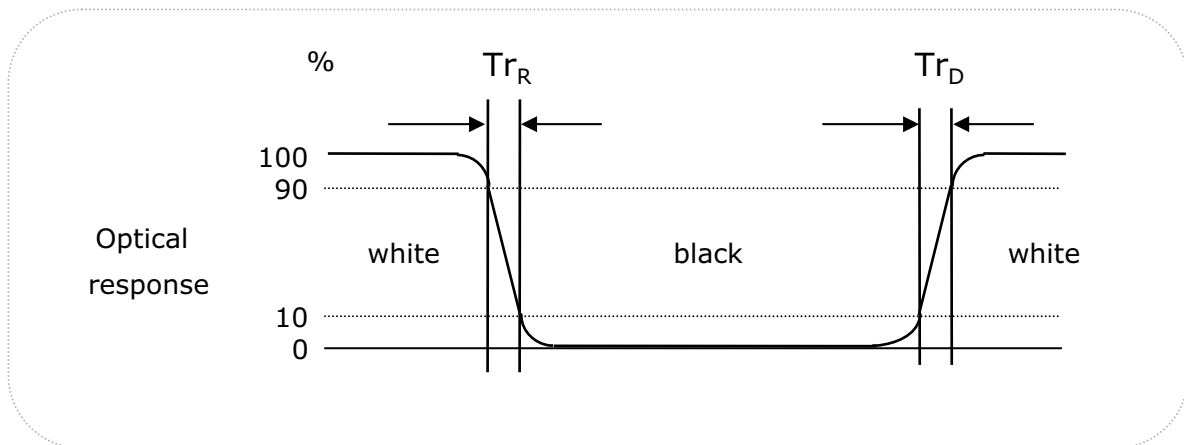 % TrR TrD
100
90
Optical
response
white black white
10
0